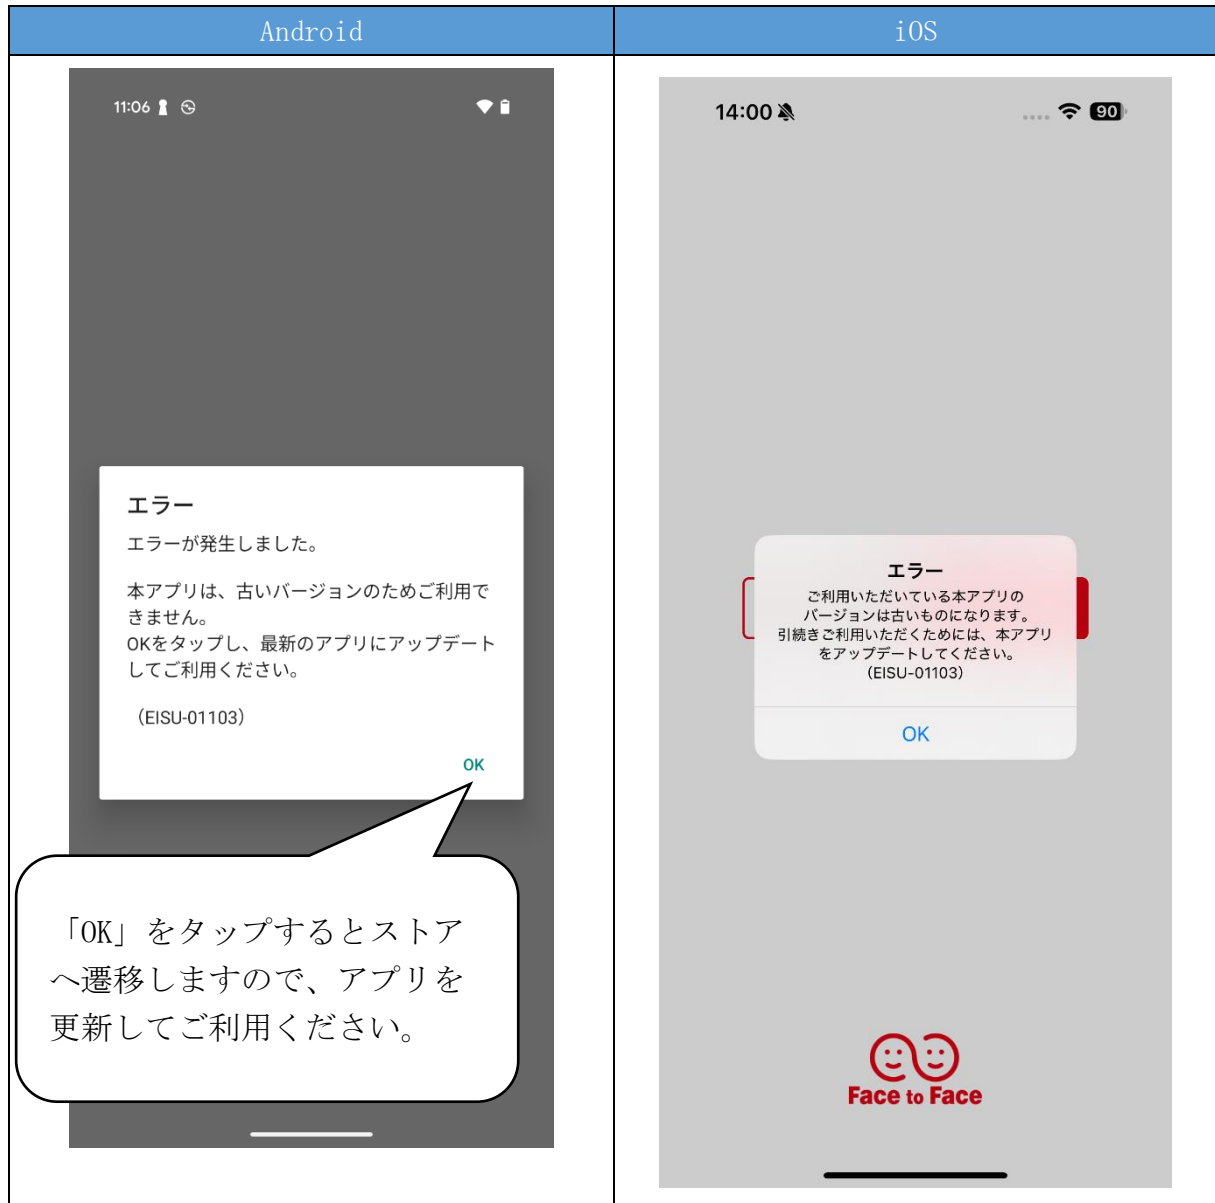 Android
iOS
11:06
エラー
エラーが発生しました。
本アプリは、古いバージョンのためご利用で
きません。
OKをタップし、最新のアプリにアップデート
してご利用ください。
（EISU-01103）
OK
「OK」をタップするとストア
へ遷移しますので、アプリを
更新してご利用ください。
14:00
90
エラー
ご利用いただいている本アプリの
バージョンは古いものになります。
引続きご利用いただくためには、本アプリ
をアップデートしてください。
（EISU-01103）
OK
Face to Face